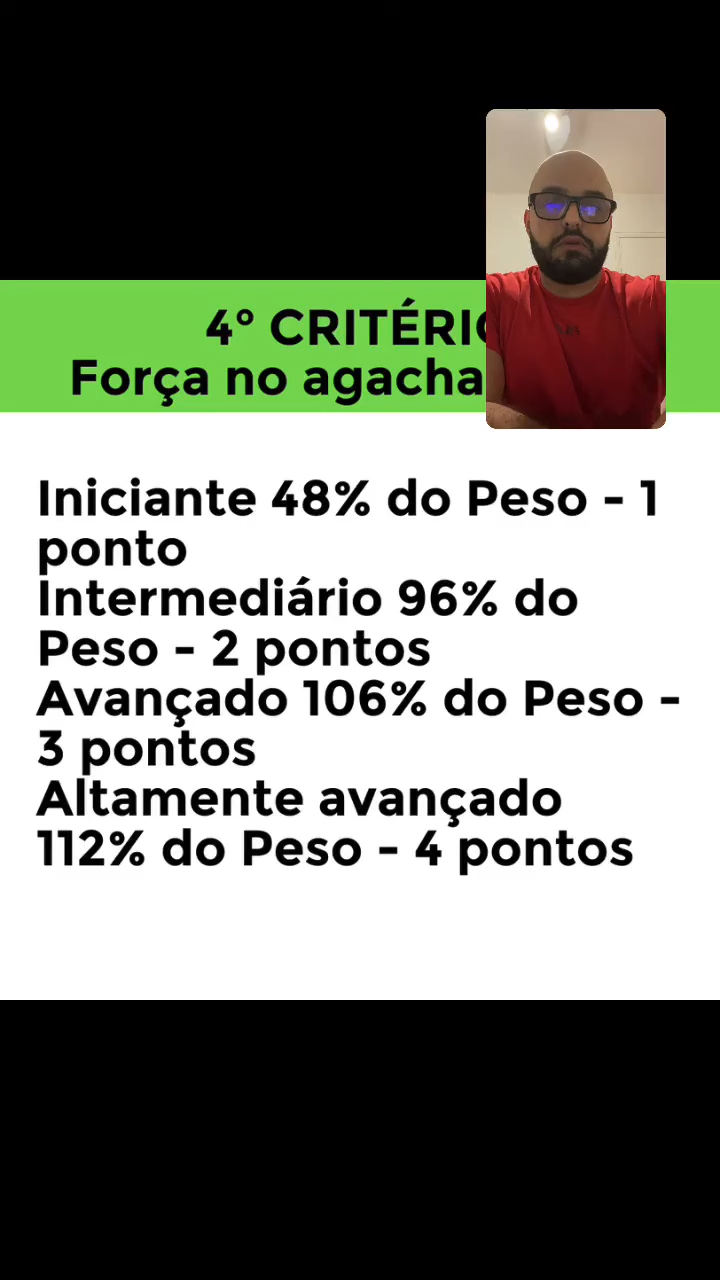 4º CRITÉRI
Força no agacha
Iniciante 48% do Peso - 1
ponto
Intermediário 96% do
Peso - 2 pontos
Avançado 106% do Peso -
3 pontos
Altamente avançado
112% do Peso - 4 pontos